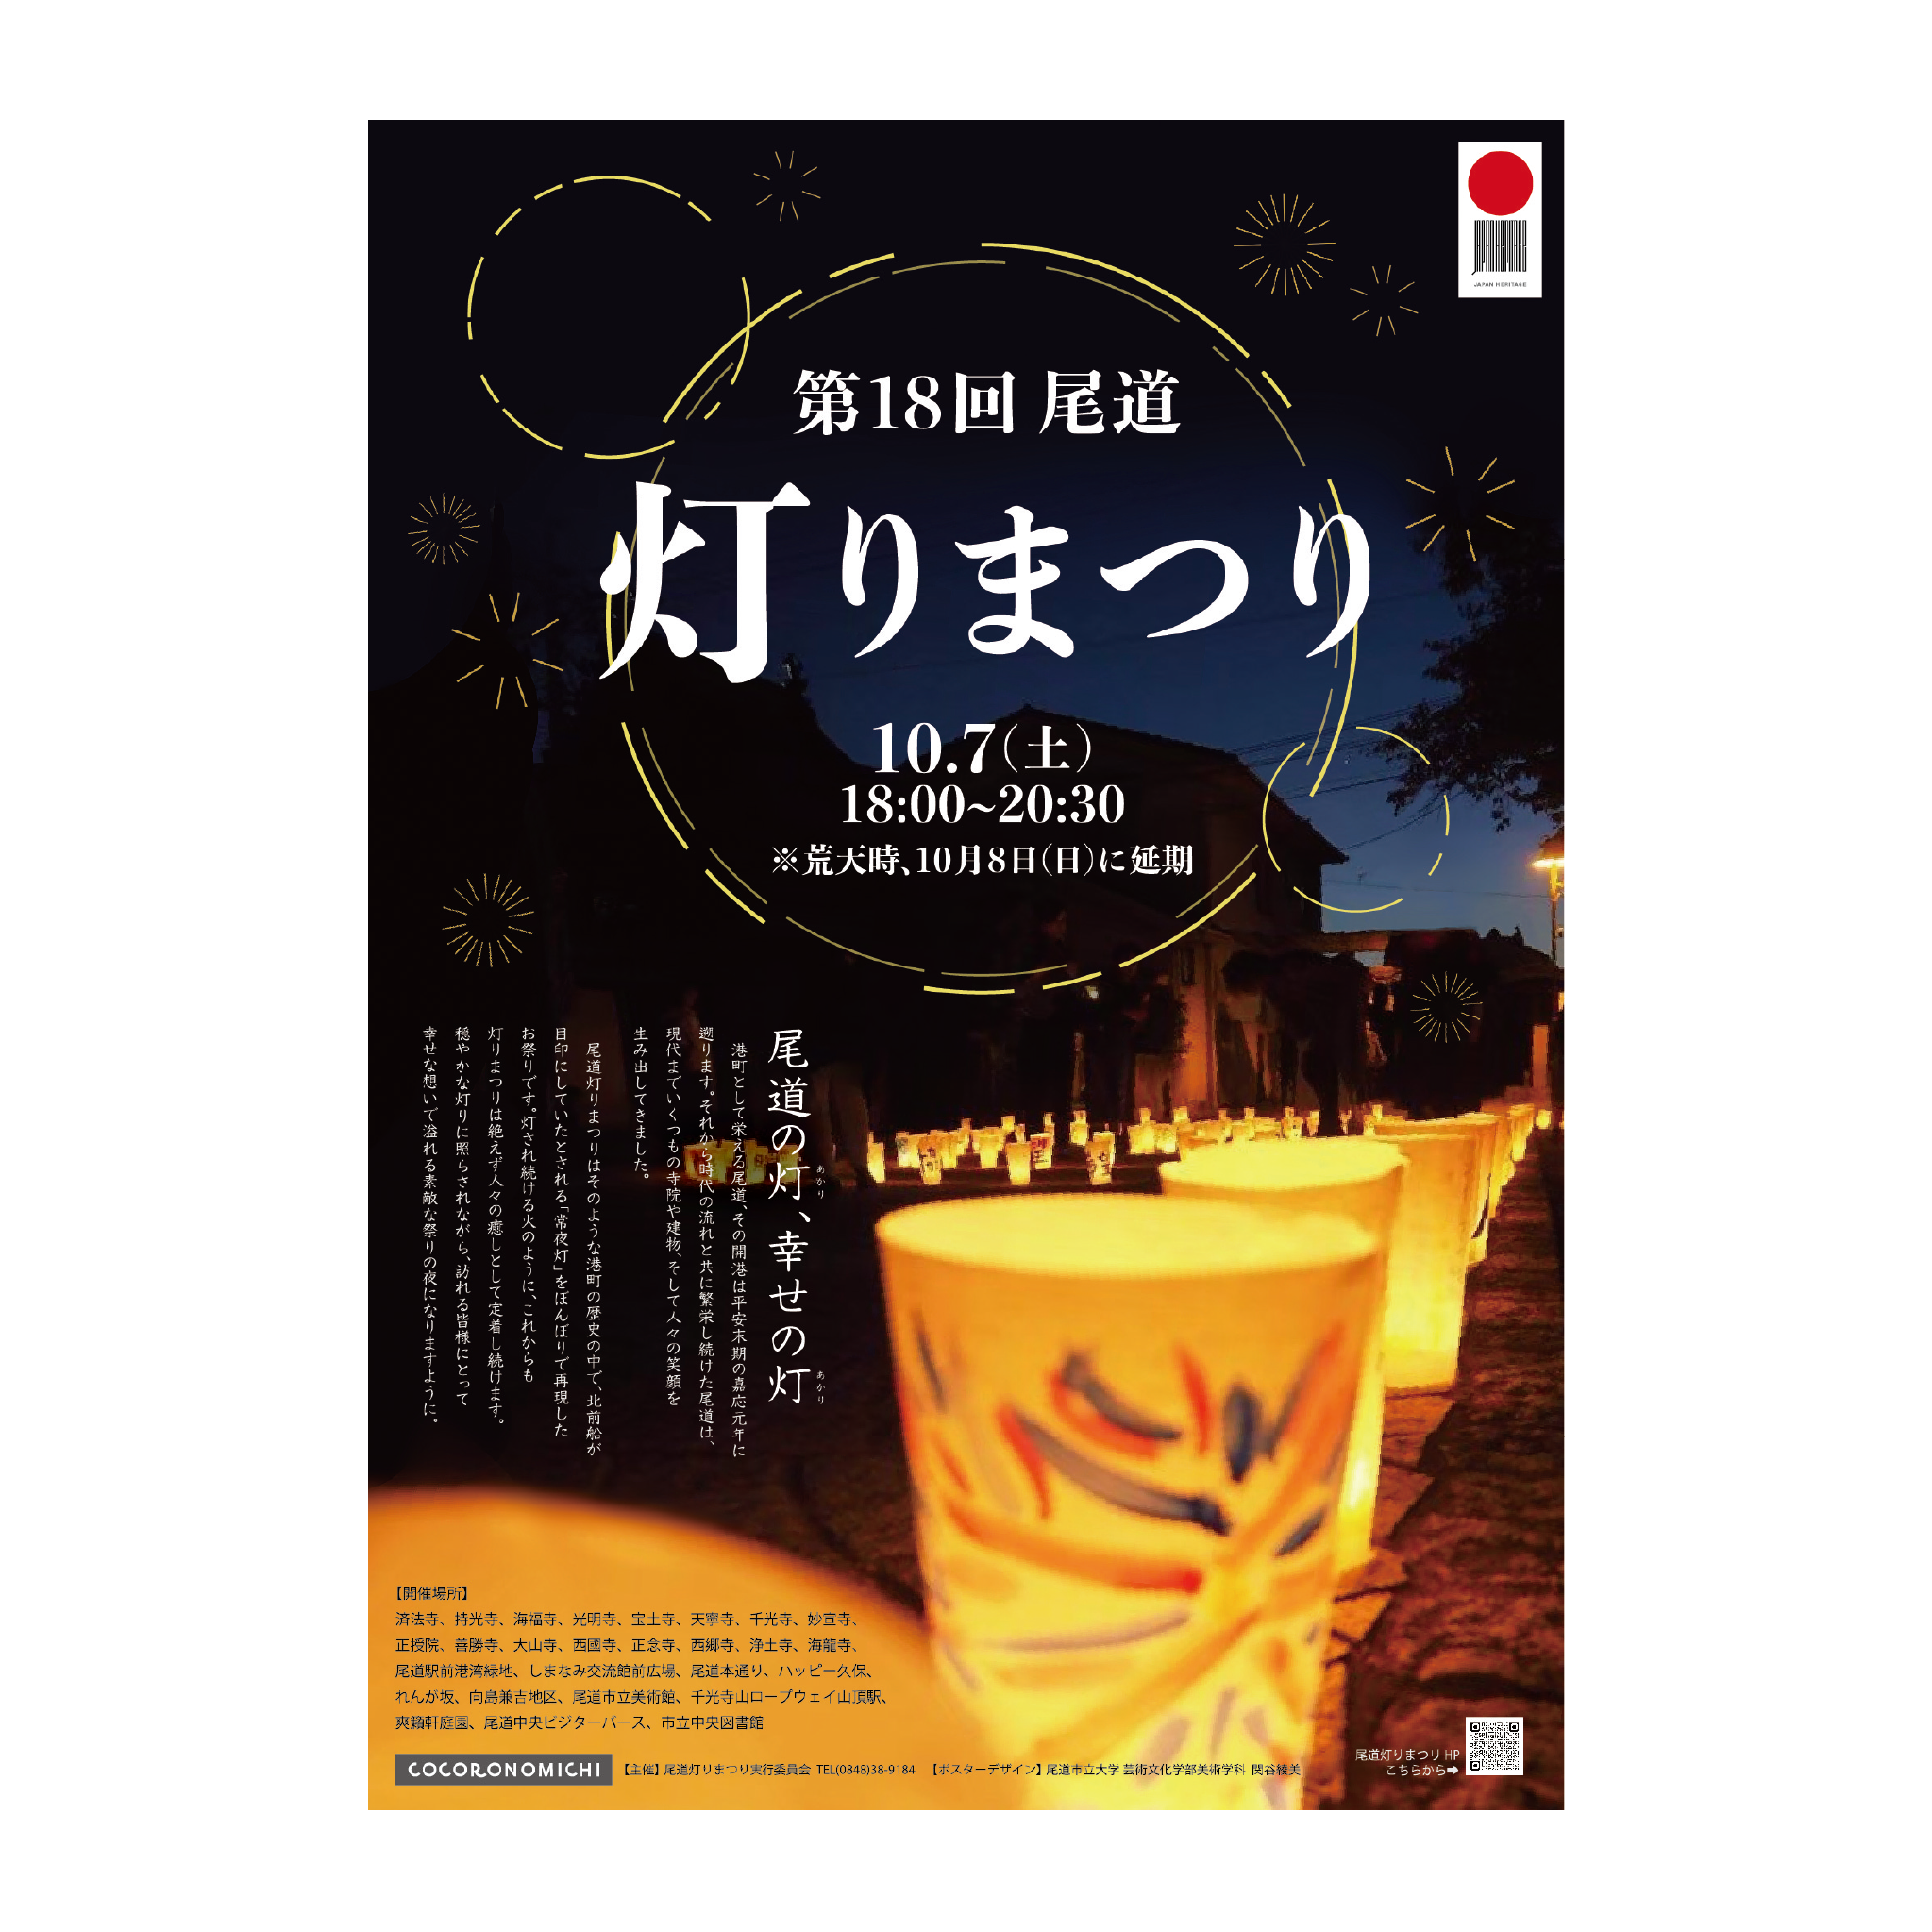 JAPAN HERITAGE
第18回 尾道
灯りまつり
10.7(土)
18:00~20:30
※荒天時、10月8日(日)に延期
尾道の灯、幸せの灯
あかり
あかり
港町として栄える尾道、その開港は平安末期の嘉応元年に
遡ります。それから時代の流れと共に繁栄し続けた尾道は、
現代までいくつもの寺院や建物、そして人々の笑顔を
生み出してきました。
尾道灯りまつりはそのような港町の歴史の中で、北前船が
目印にしていたとされる「常夜灯」をぼんぼりで再現した
お祭りです。灯され続ける火のように、これからも
灯りまつりは絶えず人々の癒しとして定着し続けます。
穏やかな灯りに照らされながら、訪れる皆様にとって
幸せな想いで溢れる素敵な祭りの夜になりますように。
【開催場所】
済法寺、持光寺、海福寺、光明寺、宝土寺、天寧寺、千光寺、妙宣寺、
正授院、善勝寺、大山寺、西國寺、正念寺、西郷寺、浄土寺、海龍寺、
尾道駅前港湾緑地、しまなみ交流館前広場、尾道本通り、ハッピー久保、
れんが坂、向島兼吉地区、尾道市立美術館、千光寺山ロープウェイ山頂駅、
爽籟軒庭園、尾道中央ビジターバース、市立中央図書館
COCORONOMICHI
【主催】尾道灯りまつり実行委員会 TEL(0848)38-9184 【ポスターデザイン】尾道市立大学 芸術文化学部美術学科 関谷綾美
尾道灯りまつり HP
こちらから➡